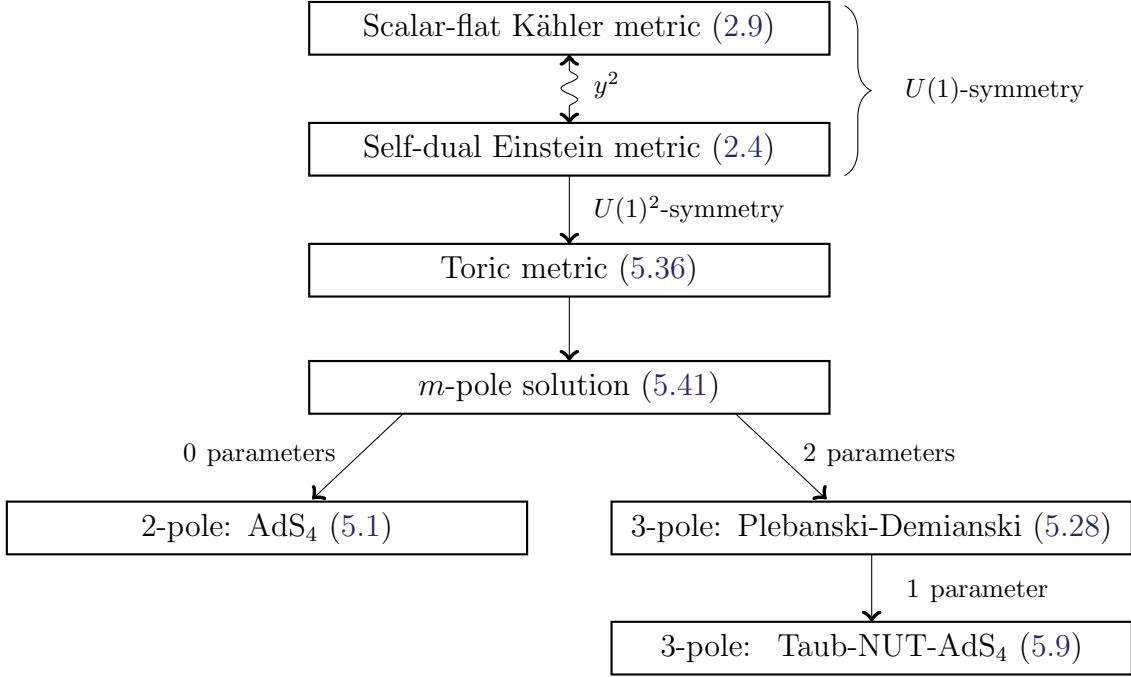 Scalar-flat Kähler metric (2.9)
y²
U(1)-symmetry
Self-dual Einstein metric (2.4)
U(1)²-symmetry
Toric metric (5.36)
m-pole solution (5.41)
0 parameters
2 parameters
2-pole: AdS₄ (5.1)
3-pole: Plebanski-Demianski (5.28)
1 parameter
3-pole: Taub-NUT-AdS₄ (5.9)